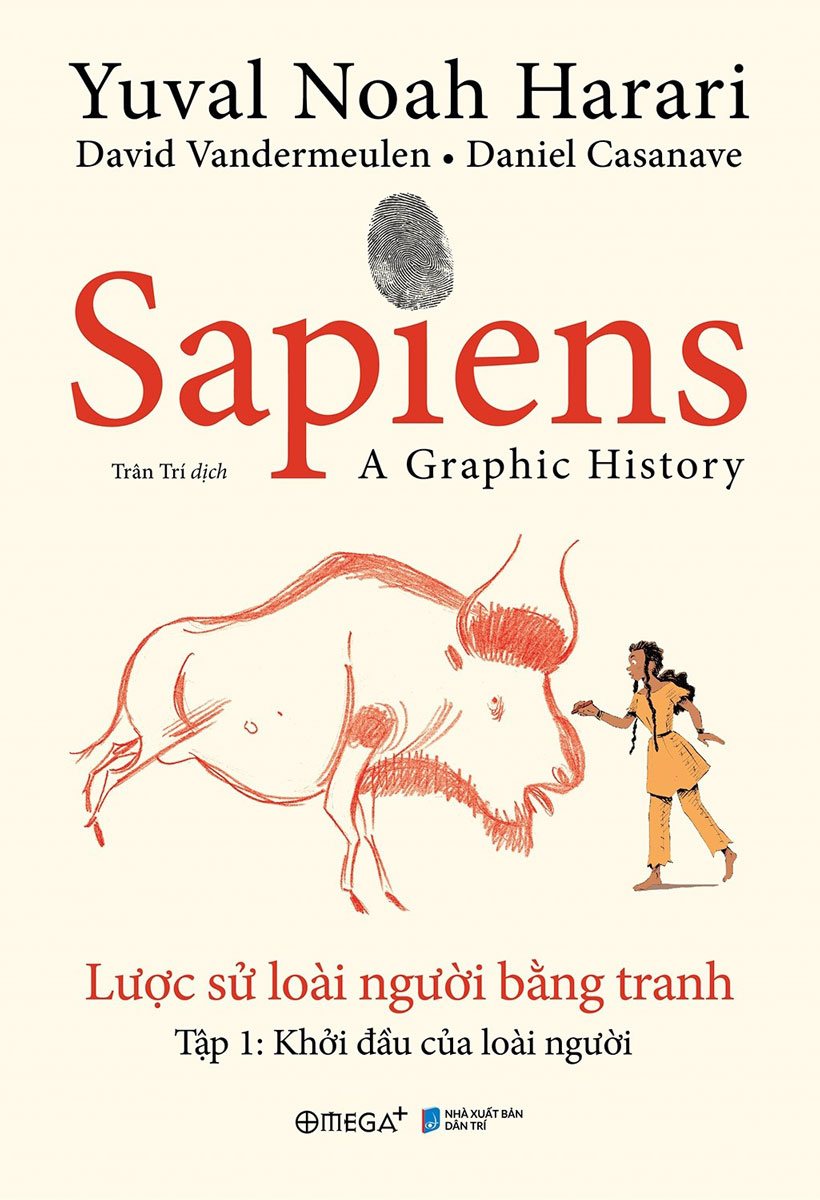 Yuval Noah Harari
David Vandermeulen • Daniel Casanave
Sapiens
Trân Trí dịch
A Graphic History
Lược sử loài người bằng tranh
Tập 1: Khởi đầu của loài người
OMEGA+
NHÀ XUẤT BẢN
DÂN TRÍ